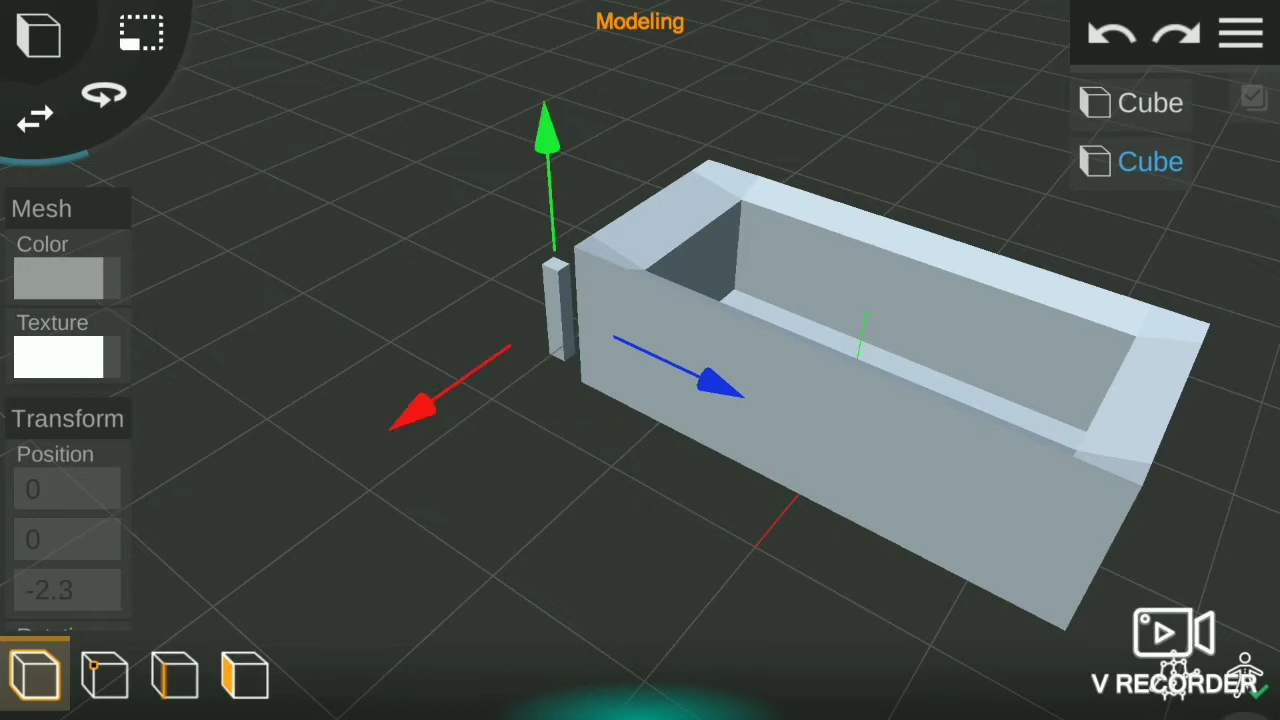 Modeling
Cube
Cube
Mesh
Color
Texture
Transform
Position
0
0
-2.3
V RECORDER